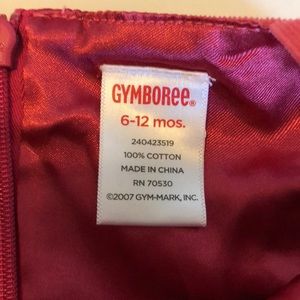 GYMBOREE®
6-12 mos.
240423519
100% COTTON
MADE IN CHINA
RN 70530
©2007 GYM-MARK, INC.